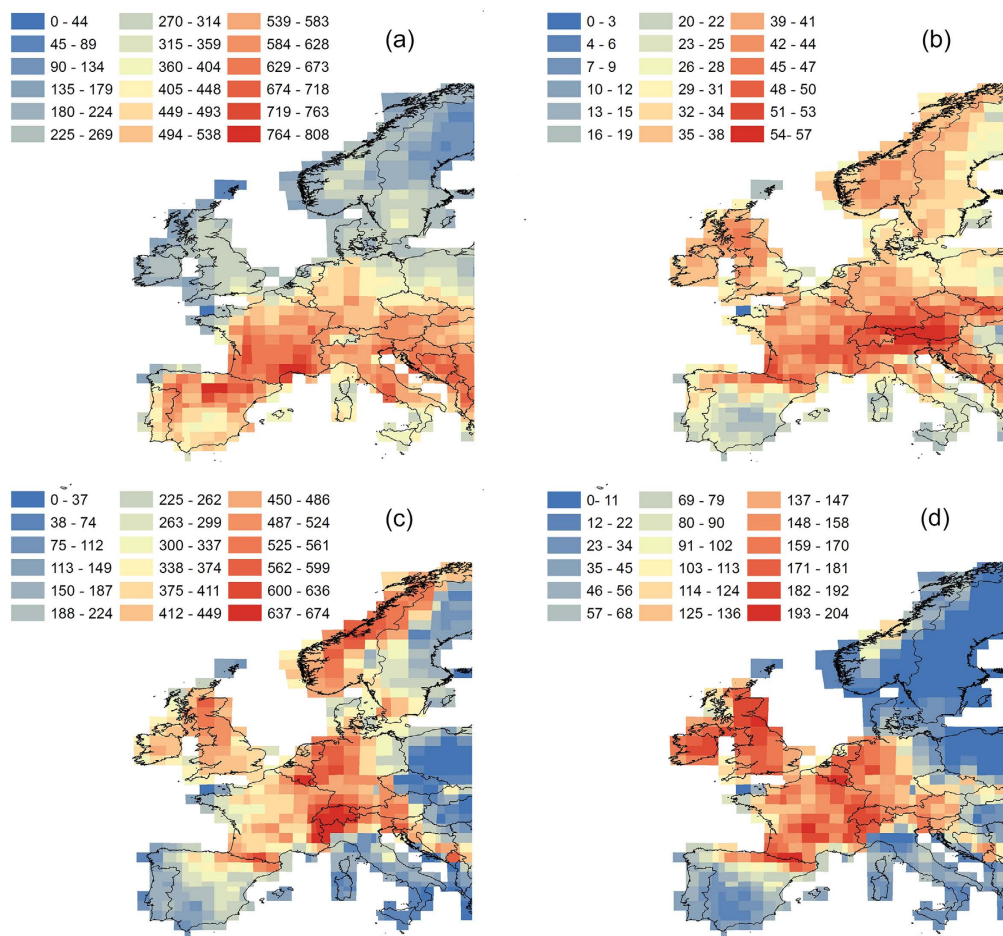 0 - 44 270 - 314 539 - 583
45 - 89 315 - 359 584 - 628
90 - 134 360 - 404 629 - 673
135 - 179 405 - 448 674 - 718
180 - 224 449 - 493 719 - 763
225 - 269 494 - 538 764 - 808
(a)
0 - 3 20 - 22 39 - 41
4 - 6 23 - 25 42 - 44
7 - 9 26 - 28 45 - 47
10 - 12 29 - 31 48 - 50
13 - 15 32 - 34 51 - 53
16 - 19 35 - 38 54 - 57
(b)
0 - 37 225 - 262 450 - 486
38 - 74 263 - 299 487 - 524
75 - 112 300 - 337 525 - 561
113 - 149 338 - 374 562 - 599
150 - 187 375 - 411 600 - 636
188 - 224 412 - 449 637 - 674
(c)
0 - 11 69 - 79 137 - 147
12 - 22 80 - 90 148 - 158
23 - 34 91 - 102 159 - 170
35 - 45 103 - 113 171 - 181
46 - 56 114 - 124 182 - 192
57 - 68 125 - 136 193 - 204
(d)